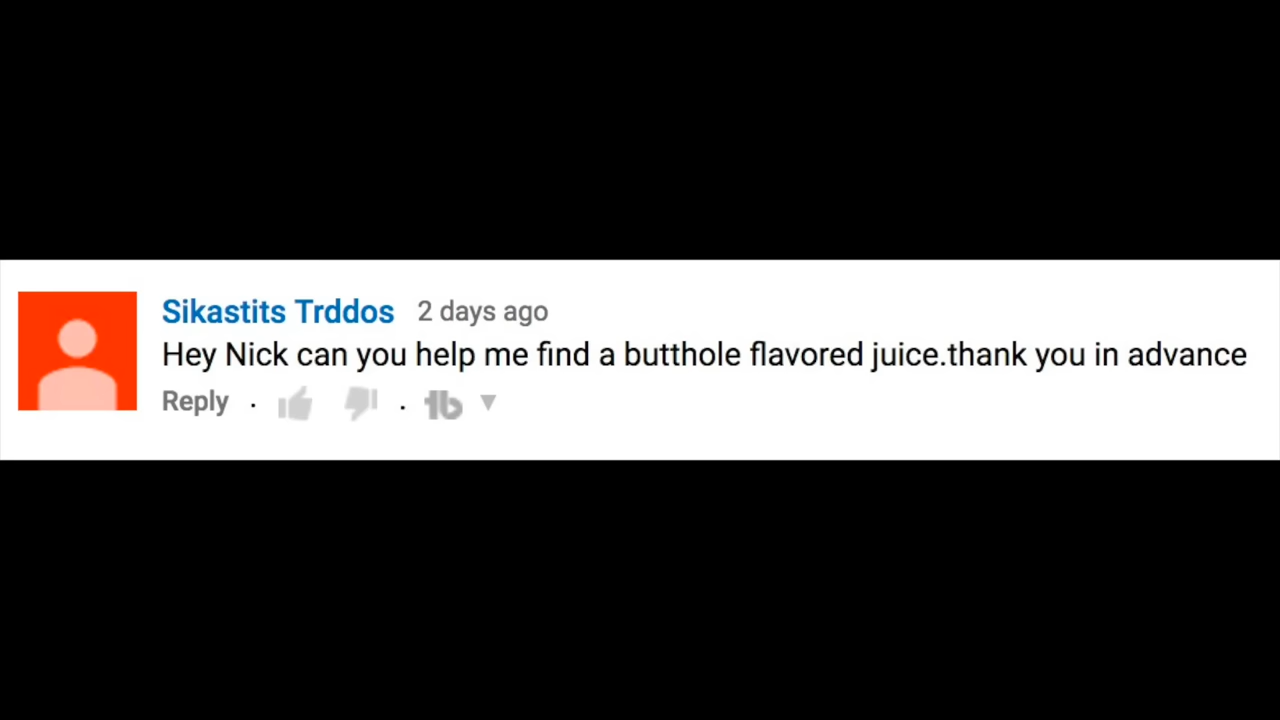 Sikastits Trddos 2 days ago
Hey Nick can you help me find a butthole flavored juice.thank you in advance
Reply · · tb ▼